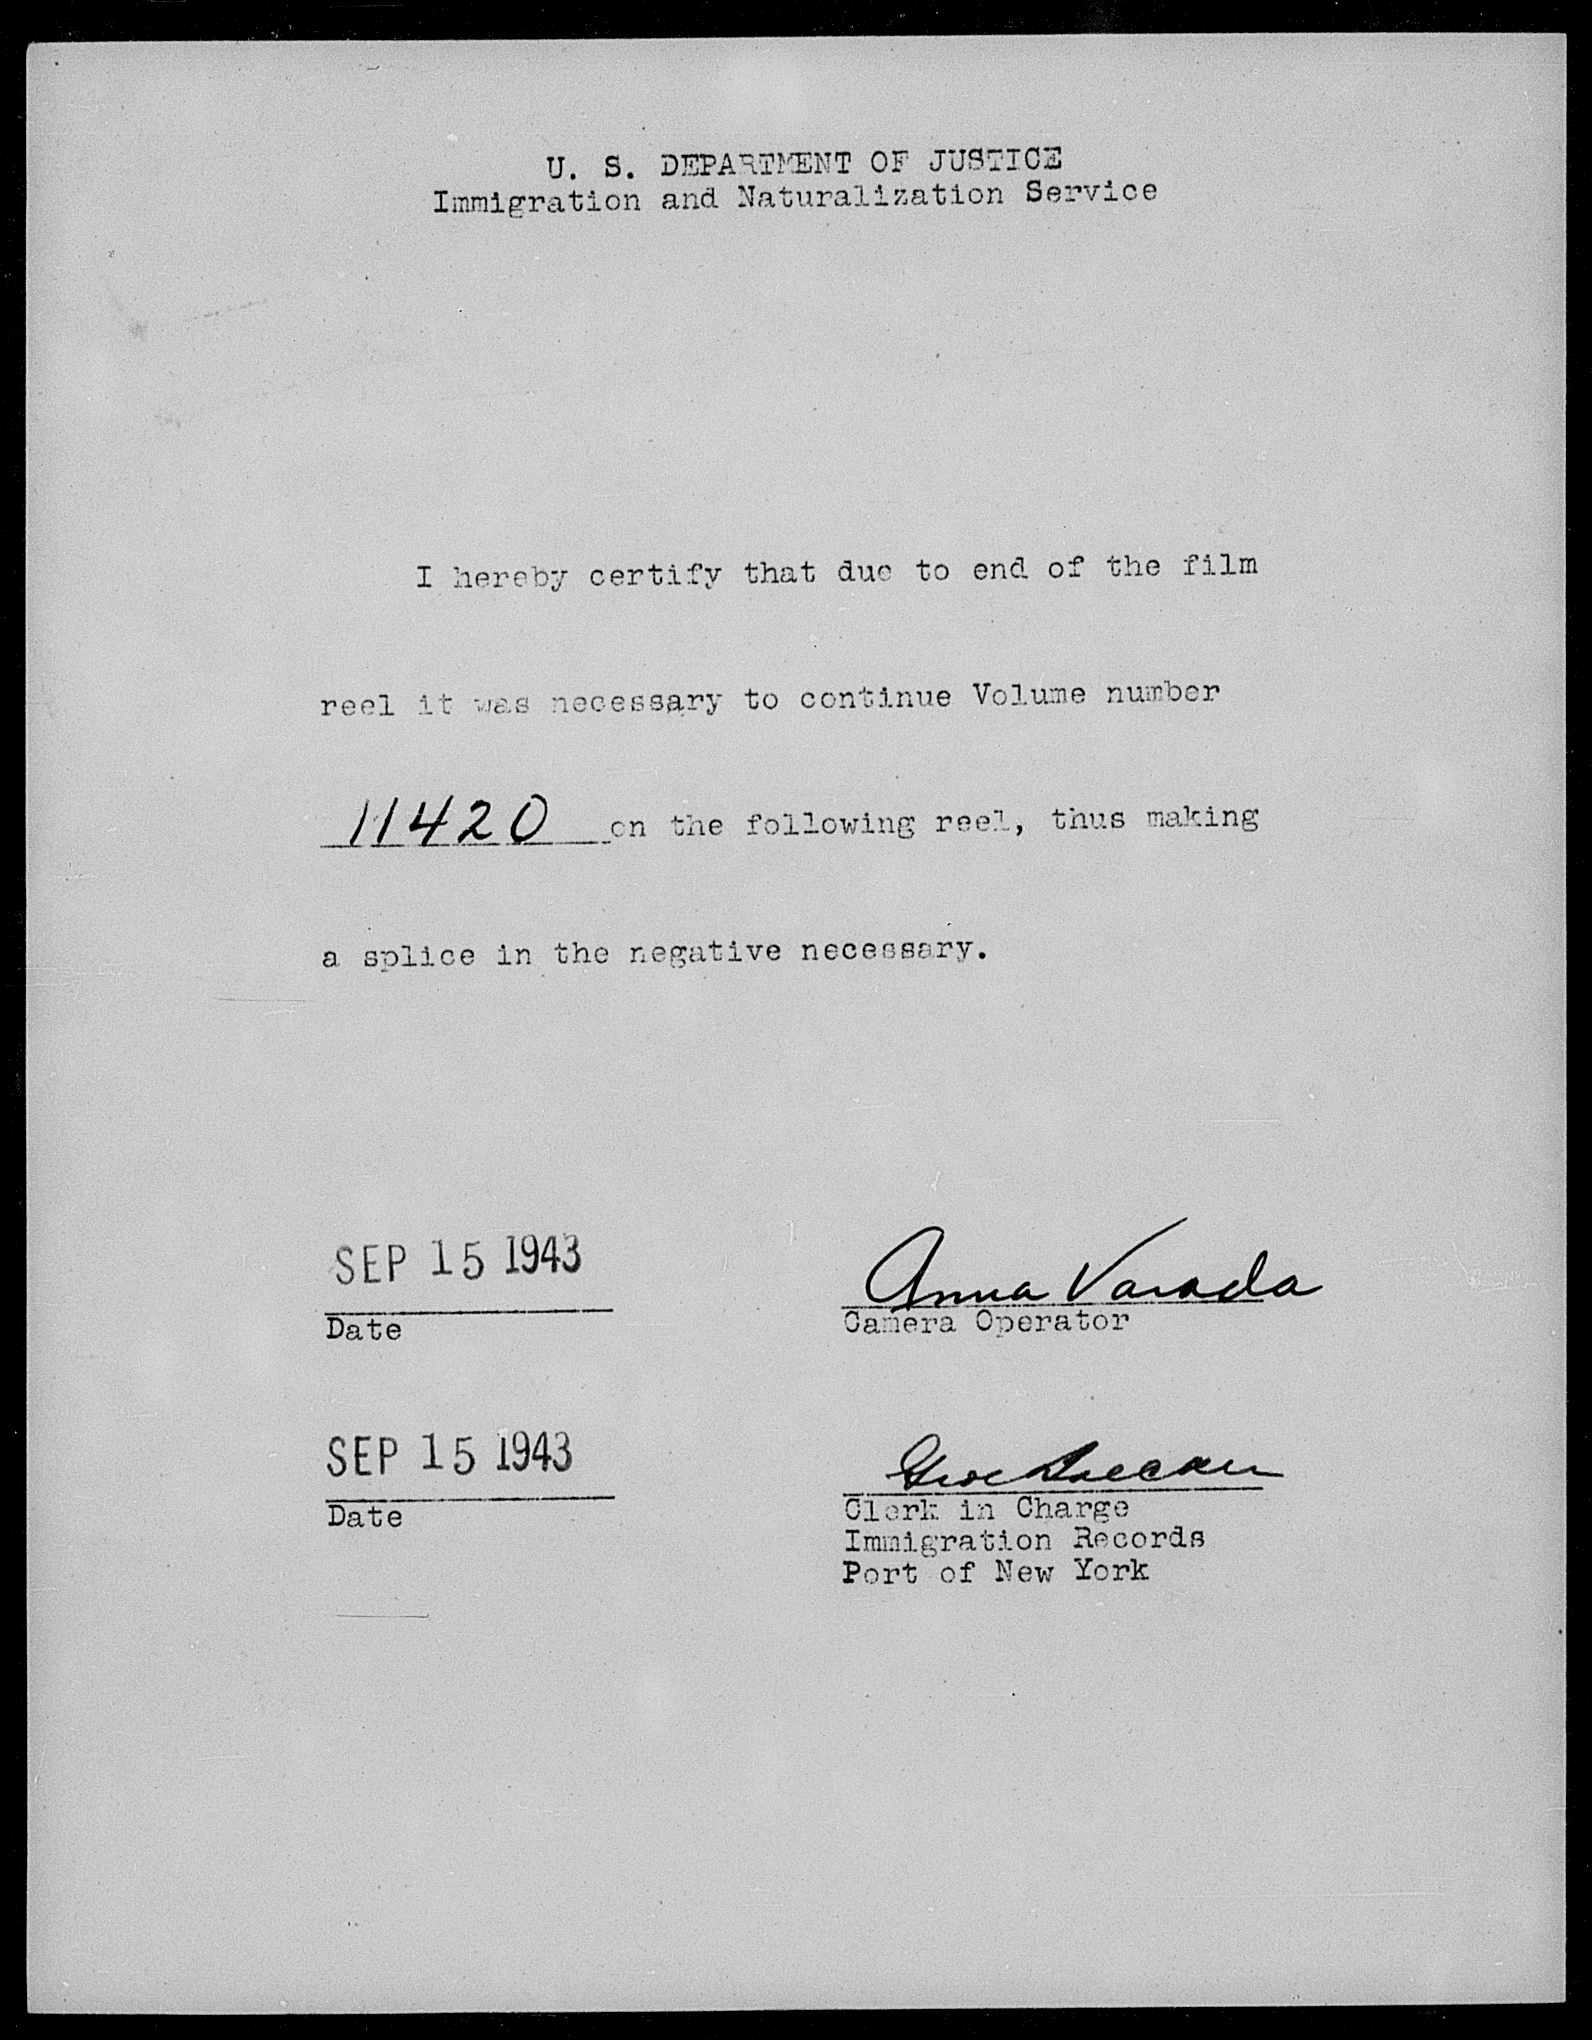 U. S. DEPARTMENT OF JUSTICE
Immigration and Naturalization Service
I hereby certify that due to end of the film
reel it was necessary to continue Volume number
11420 on the following reel, thus making
a splice in the negative necessary.
SEP 15 1943
Anna Varada
Date
Camera Operator
SEP 15 1943
Date
Clerk in Charge
Immigration Records
Port of New York